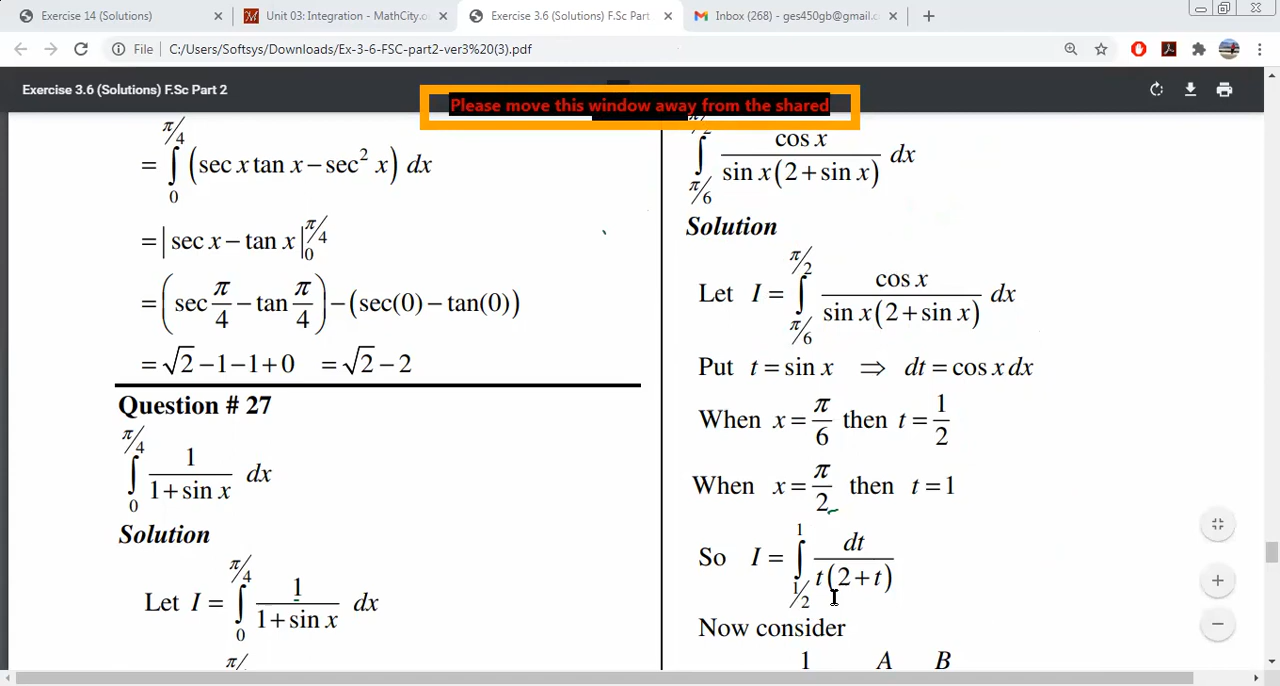 Exercise 14 (Solutions)
Unit 03: Integration - MathCity.o
Exercise 3.6 (Solutions) F.Sc Part
Inbox (268) - ges450gb@gmail.c
File
C:/Users/Softsys/Downloads/Ex-3-6-FSC-part2-ver3%20(3).pdf
Exercise 3.6 (Solutions) F.Sc Part 2
Please move this window away from the shared
= ∫_0^{π/4} (sec x tan x − sec² x) dx
= |sec x − tan x|_0^{π/4}
= (sec π/4 − tan π/4) − (sec(0) − tan(0))
= √2 −1−1+0 = √2 − 2
Question # 27
∫_0^{π/4} 1/(1+sin x) dx
Solution
Let I = ∫_0^{π/4} 1/(1+sin x) dx
π/
∫_{π/6}^{π/2} cos x/(sin x(2+sin x)) dx
Solution
Let I = ∫_{π/6}^{π/2} cos x/(sin x(2+sin x)) dx
Put t = sin x ⇒ dt = cos x dx
When x = π/6 then t = 1/2
When x = π/2 then t = 1
So I = ∫_{1/2}^1 dt/(t(2+t))
Now consider
1 A B